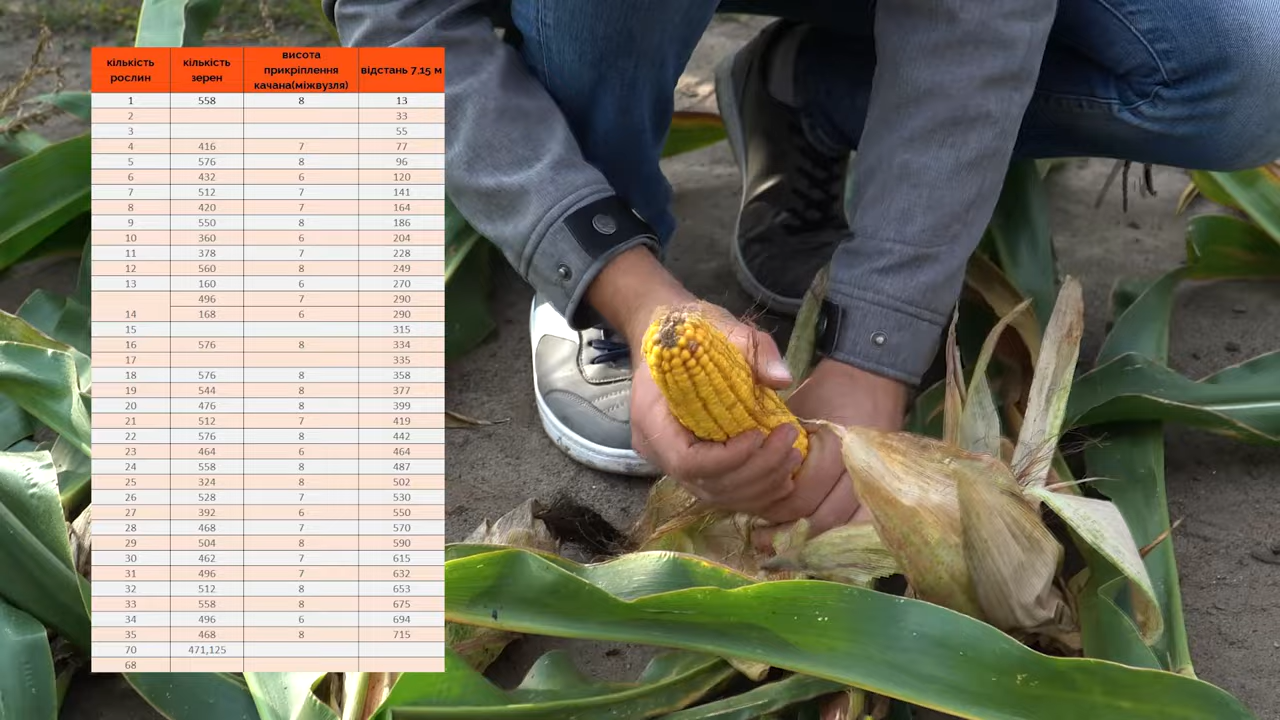 кількість рослин кількість зерен висота прикріплення качана(міжвузля) відстань 7,15 м
1 558 8 13
2 33
3 55
4 416 7 77
5 576 8 96
6 432 6 120
7 512 7 141
8 420 7 164
9 550 8 186
10 360 6 204
11 378 7 228
12 560 8 249
13 160 6 270
496 7 290
14 168 6 290
15 315
16 576 8 334
17 335
18 576 8 358
19 544 8 377
20 476 8 399
21 512 7 419
22 576 8 442
23 464 6 464
24 558 8 487
25 324 8 502
26 528 7 530
27 392 6 550
28 468 7 570
29 504 8 590
30 462 7 615
31 496 7 632
32 512 8 653
33 558 8 675
34 496 6 694
35 468 8 715
70 471,125
68